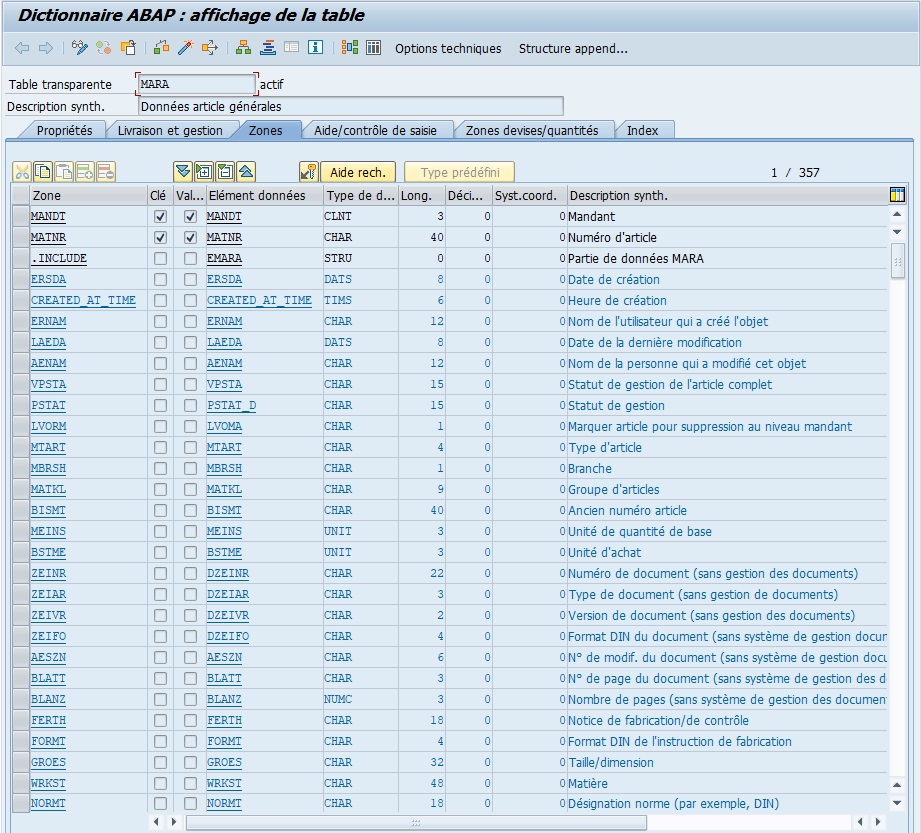 Dictionnaire ABAP : affichage de la table
Options techniques Structure append...
Table transparente MARA actif
Description synth. Données article générales
Propriétés Livraison et gestion Zones Aide/contrôle de saisie Zones devises/quantités Index
Aide rech. Type prédéfini 1 / 357
Zone Clé Val... Elément données Type de d... Long. Déci... Syst.coord. Description synth.
MANDT MANDT CLNT 3 0 0 Mandant
MATNR MATNR CHAR 40 0 0 Numéro d'article
.INCLUDE EMARA STRU 0 0 0 Partie de données MARA
ERSDA ERSDA DATS 8 0 0 Date de création
CREATED_AT_TIME CREATED_AT_TIME TIMS 6 0 0 Heure de création
ERNAM ERNAM CHAR 12 0 0 Nom de l'utilisateur qui a créé l'objet
LAEDA LAEDA DATS 8 0 0 Date de la dernière modification
AENAM AENAM CHAR 12 0 0 Nom de la personne qui a modifié cet objet
VPSTA VPSTA CHAR 15 0 0 Statut de gestion de l'article complet
PSTAT PSTAT_D CHAR 15 0 0 Statut de gestion
LVORM LVOMA CHAR 1 0 0 Marquer article pour suppression au niveau mandant
MTART MTART CHAR 4 0 0 Type d'article
MBRSH MBRSH CHAR 1 0 0 Branche
MATKL MATKL CHAR 9 0 0 Groupe d'articles
BISMT BISMT CHAR 40 0 0 Ancien numéro article
MEINS MEINS UNIT 3 0 0 Unité de quantité de base
BSTME BSTME UNIT 3 0 0 Unité d'achat
ZEINR DZEINR CHAR 22 0 0 Numéro de document (sans gestion des documents)
ZEIAR DZEIAR CHAR 3 0 0 Type de document (sans gestion des documents)
ZEIVR DZEIVR CHAR 2 0 0 Version de document (sans gestion des documents)
ZEIFO DZEIFO CHAR 4 0 0 Format DIN du document (sans système de gestion docur
AESZN AESZN CHAR 6 0 0 N° de modif. du document (sans système de gestion docu
BLATT BLATT CHAR 3 0 0 N° de page du document (sans système de gestion des d
BLANZ BLANZ NUMC 3 0 0 Nombre de pages (sans système de gestion des documen
FERTH FERTH CHAR 18 0 0 Notice de fabrication/de contrôle
FORMT FORMT CHAR 4 0 0 Format DIN de l'instruction de fabrication
GROES GROES CHAR 32 0 0 Taille/dimension
WRKST WRKST CHAR 48 0 0 Matière
NORMT NORMT CHAR 18 0 0 Désignation norme (par exemple, DIN)